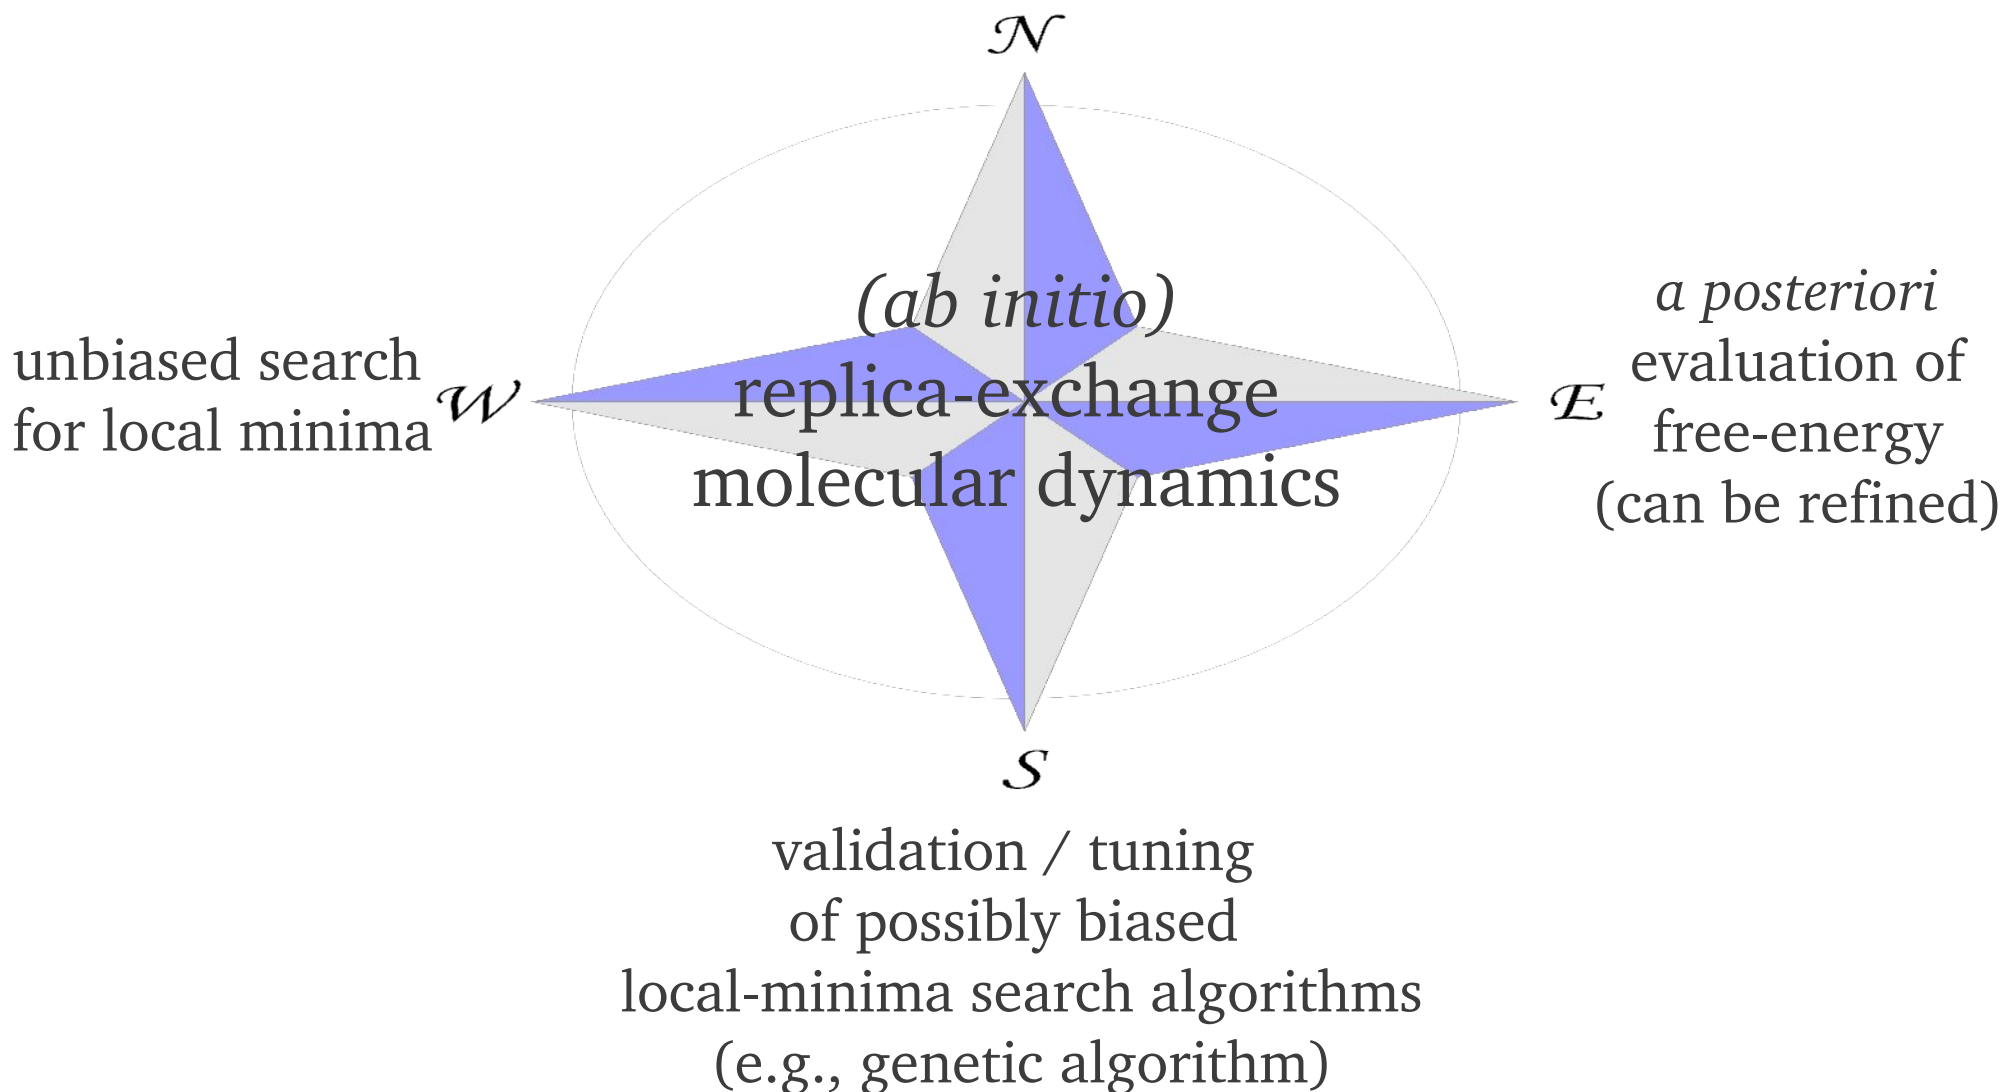 N
(ab initio)
replica-exchange
molecular dynamics
unbiased search
for local minima
W
E
a posteriori
evaluation of
free-energy
(can be refined)
S
validation / tuning
of possibly biased
local-minima search algorithms
(e.g., genetic algorithm)